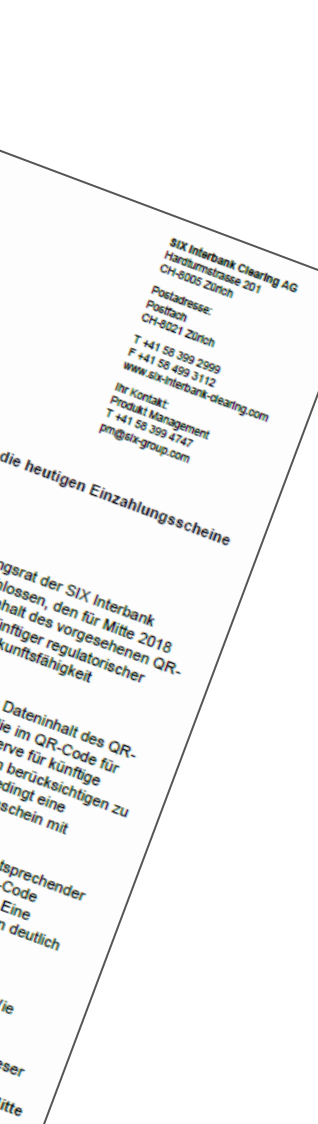 SIX Interbank Clearing AG
Hardturmstrasse 201
CH-8005 Zürich
Postadresse:
Postfach
CH-8021 Zürich
T +41 58 399 2999
F +41 58 499 3112
www.six-interbank-clearing.com
Ihr Kontakt:
Produkt Management
T +41 58 399 4747
pm@six-group.com
die heutigen Einzahlungsscheine
ngsrat der SIX Interbank
hlossen, den für Mitte 2018
nhalt des vorgesehenen QR-
ünftiger regulatorischer
kunftsfähigkeit
Dateninhalt des QR-
ie im QR-Code für
erve für künftige
n berücksichtigen zu
edingt eine
sschein mit
tsprechender
-Code
Eine
n deutlich
/ie
eser
itte